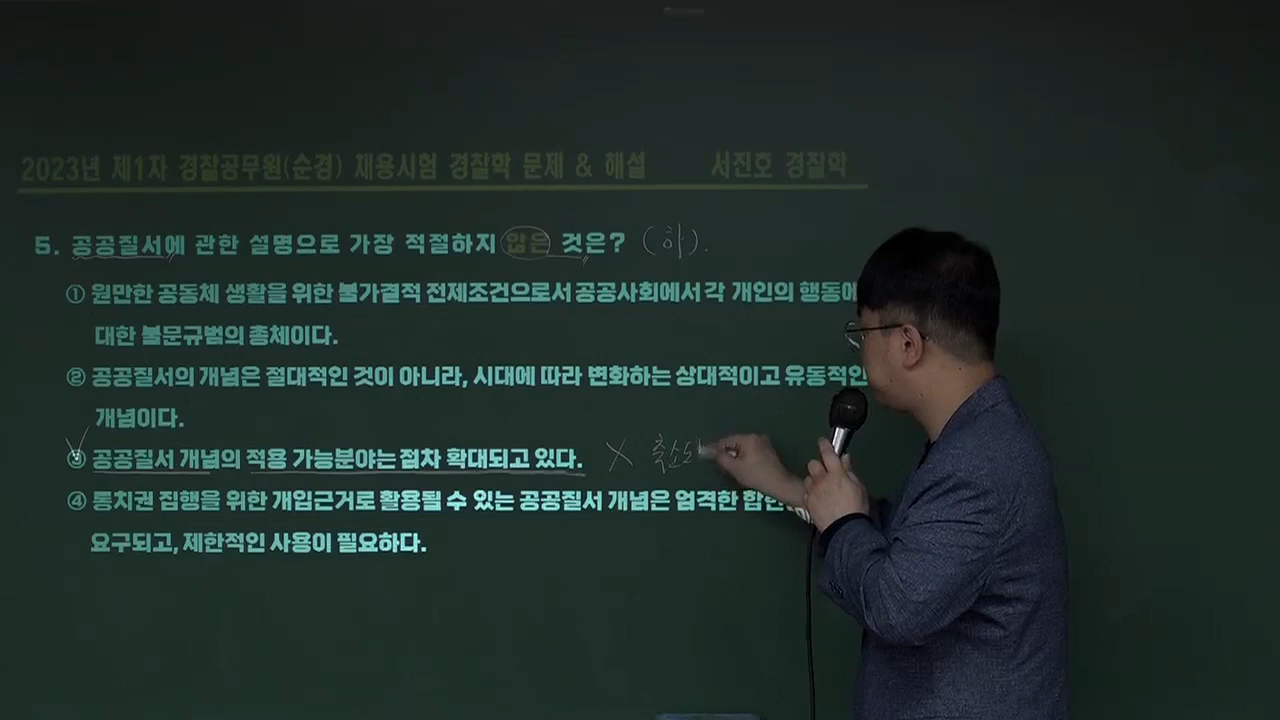 2023년 제1차 경찰공무원(순경) 채용시험 경찰학 문제 & 해설 서진호 경찰학
5. 공공질서에 관한 설명으로 가장 적절하지 않은 것은? (하).
① 원만한 공동체 생활을 위한 불가결적 전제조건으로서 공공사회에서 각 개인의 행동에
대한 불문규범의 총체이다.
② 공공질서의 개념은 절대적인 것이 아니라, 시대에 따라 변화하는 상대적이고 유동적인
개념이다.
③ 공공질서 개념의 적용 가능분야는 점차 확대되고 있다. X 축소되
④ 통치권 집행을 위한 개입근거로 활용될 수 있는 공공질서 개념은 엄격한
요구되고, 제한적인 사용이 필요하다.